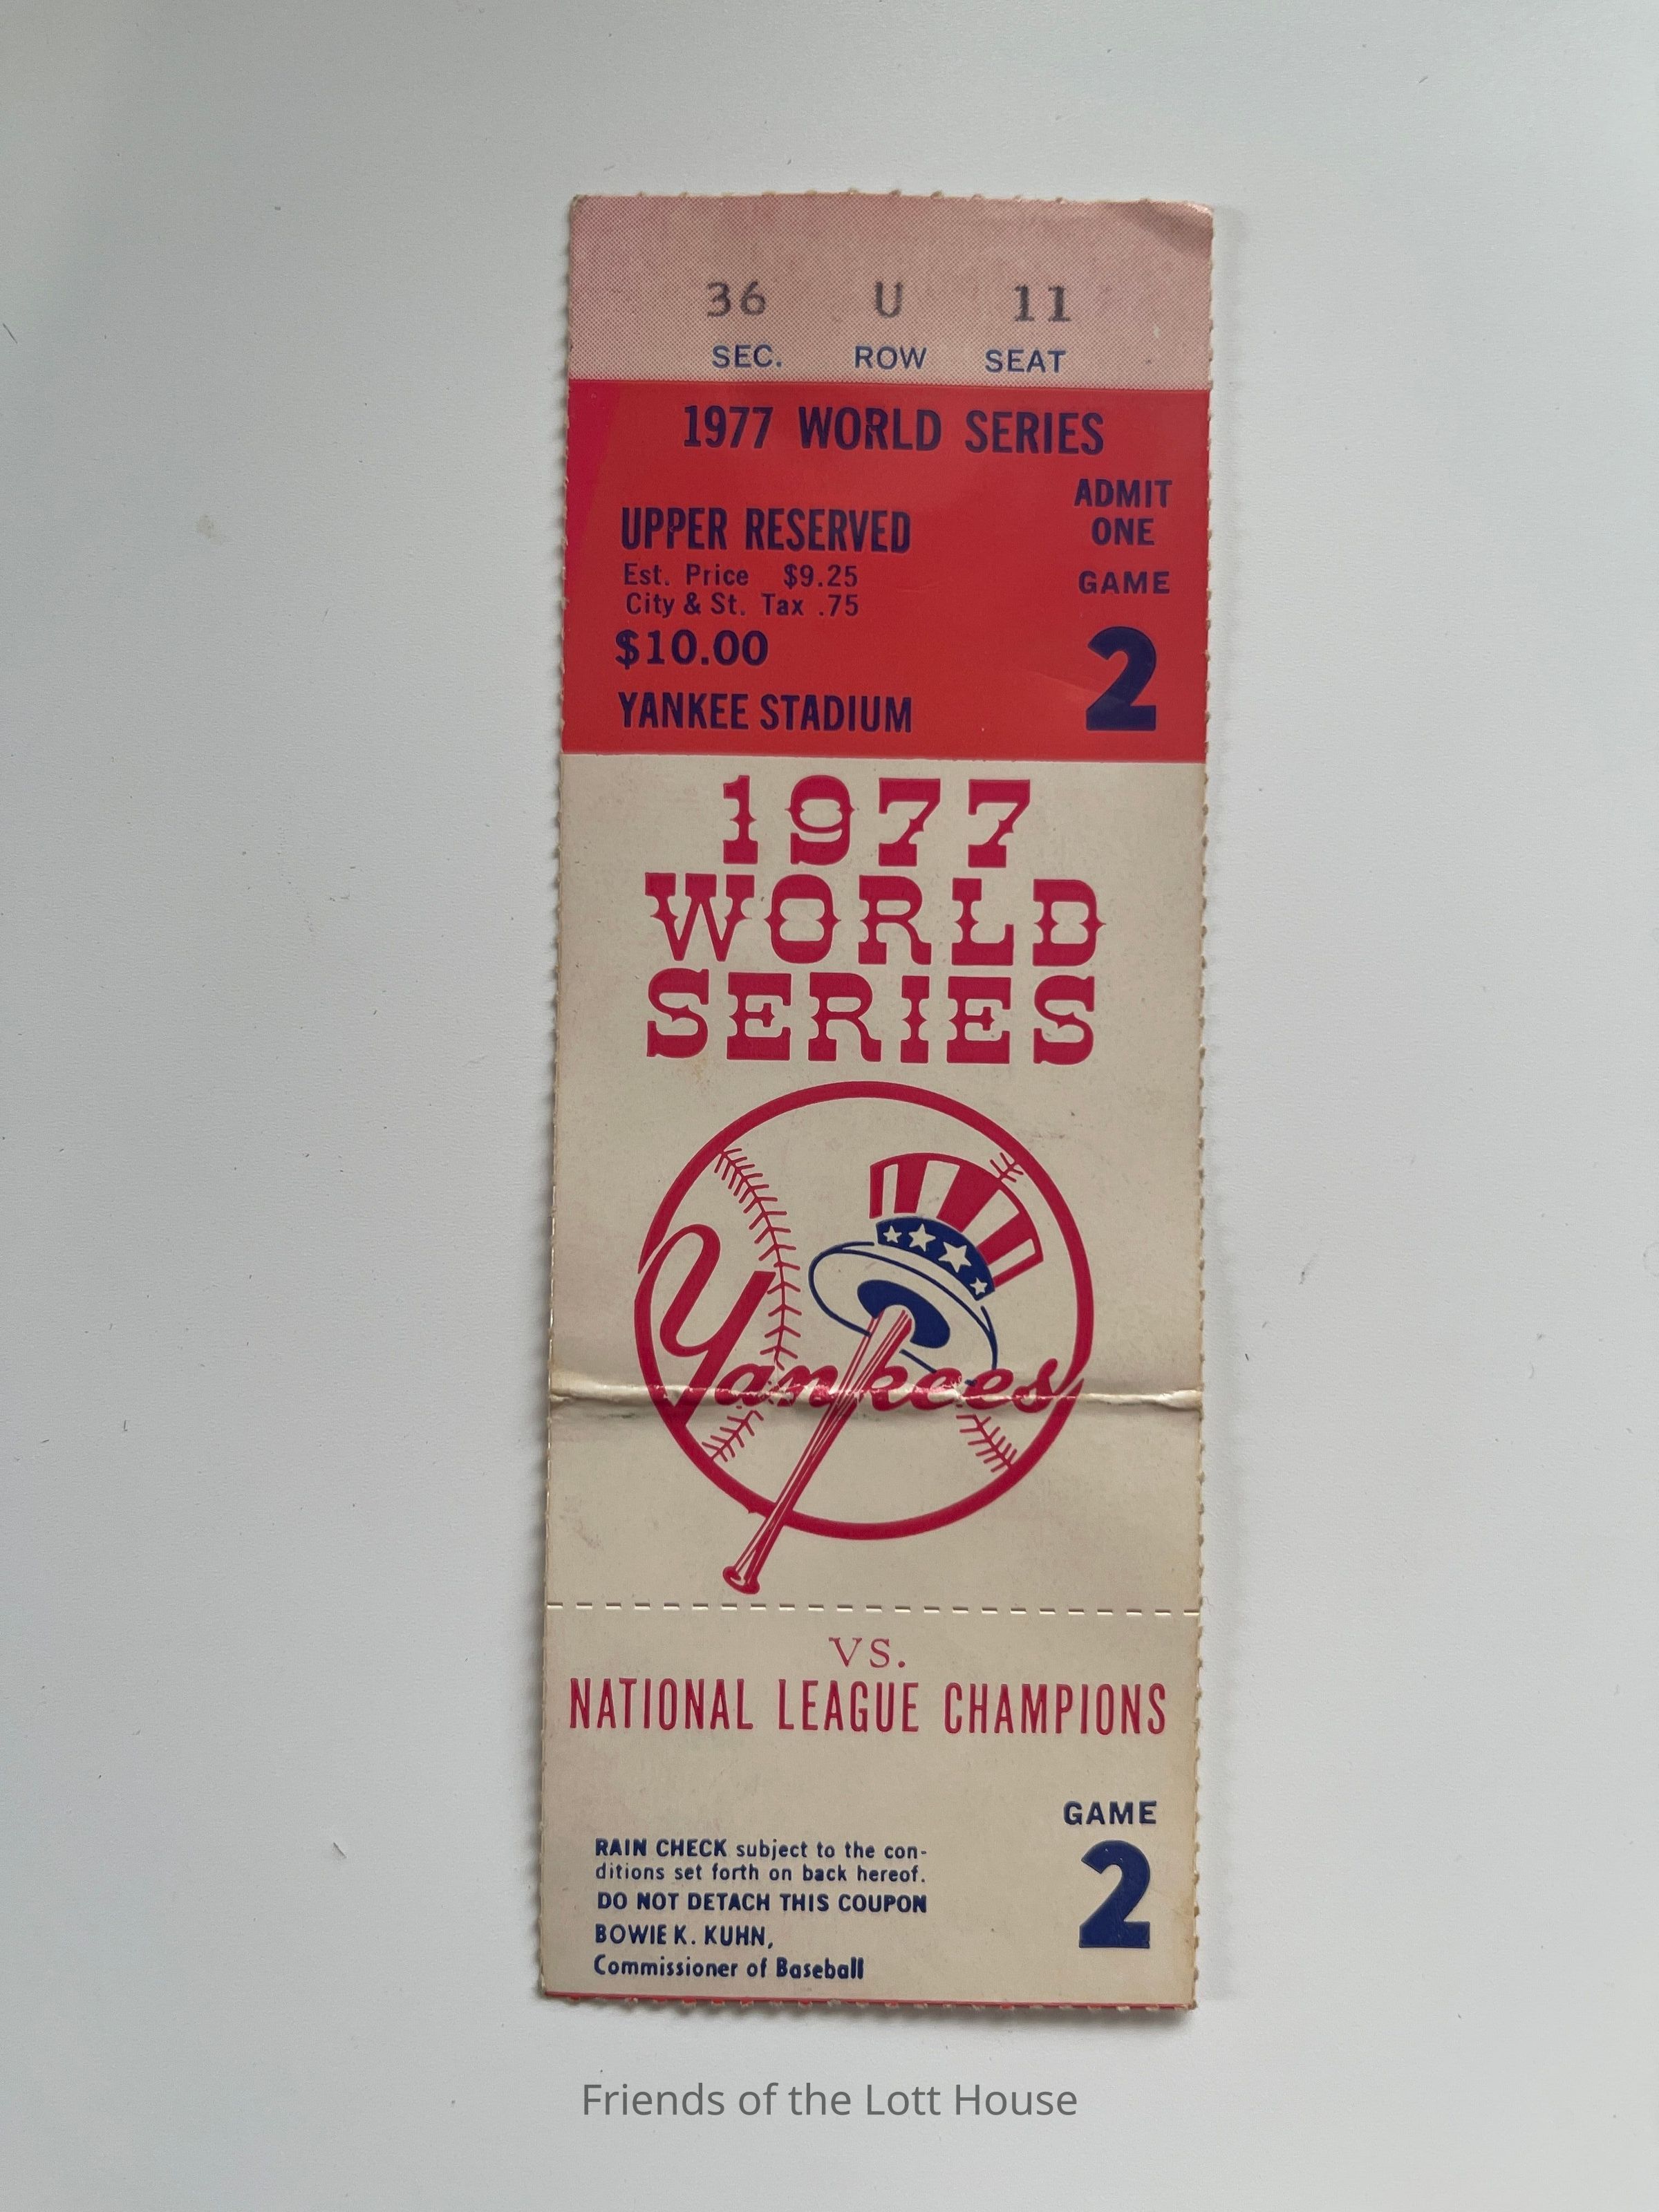 36 U 11
SEC. ROW SEAT
1977 WORLD SERIES
ADMIT
ONE
UPPER RESERVED
Est. Price $9.25
City & St. Tax .75
$10.00
YANKEE STADIUM
GAME
2
1977
WORLD
SERIES
Yankees
VS.
NATIONAL LEAGUE CHAMPIONS
GAME
2
RAIN CHECK subject to the con-
ditions set forth on back hereof.
DO NOT DETACH THIS COUPON
BOWIE K. KUHN,
Commissioner of Baseball
Friends of the Lott House